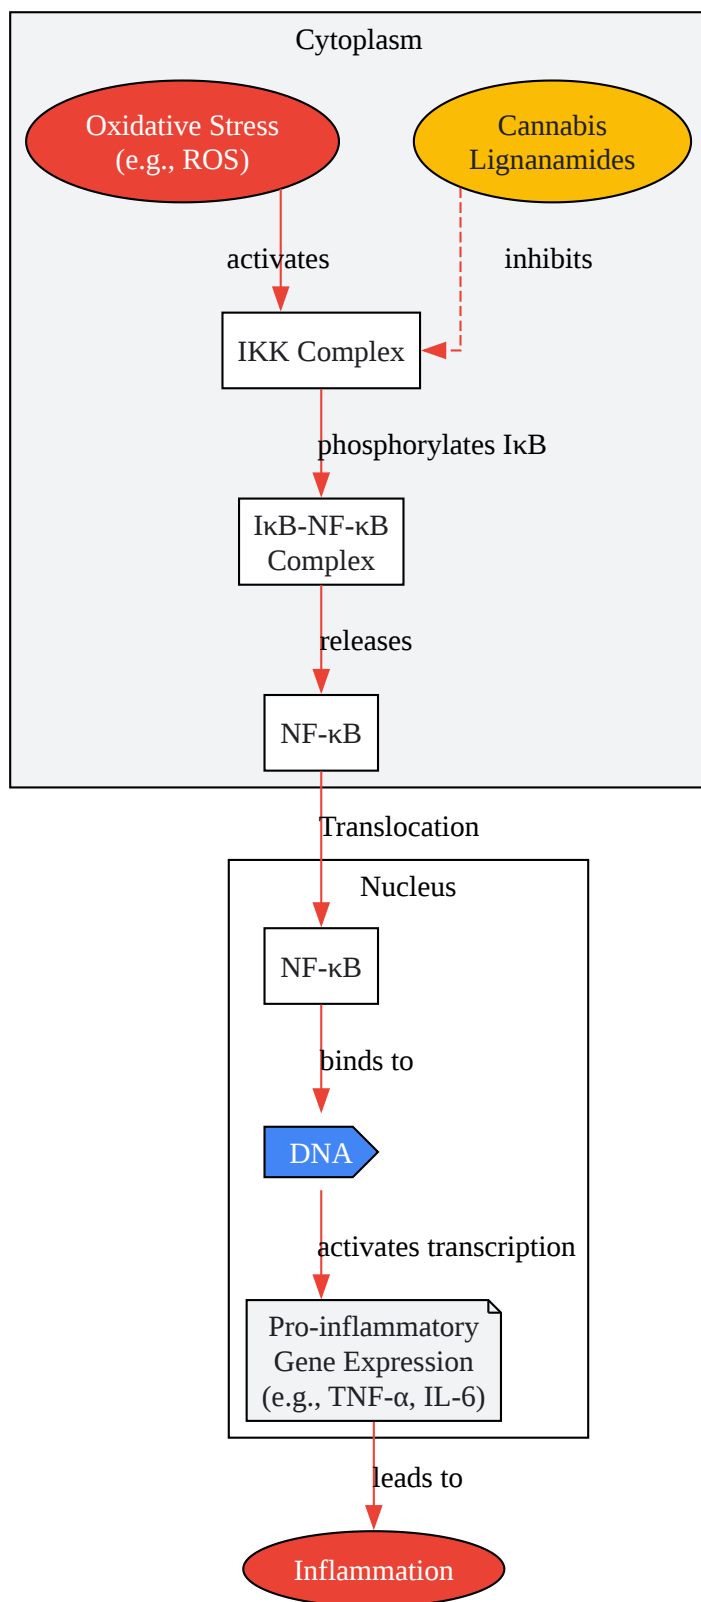 Cytoplasm
Oxidative Stress
(e.g., ROS)
Cannabis
Lignanamides
activates
inhibits
IKK Complex
phosphorylates IκB
IκB-NF-κB
Complex
releases
NF-κB
Translocation
Nucleus
NF-κB
binds to
DNA
activates transcription
Pro-inflammatory
Gene Expression
(e.g., TNF-α, IL-6)
leads to
Inflammation